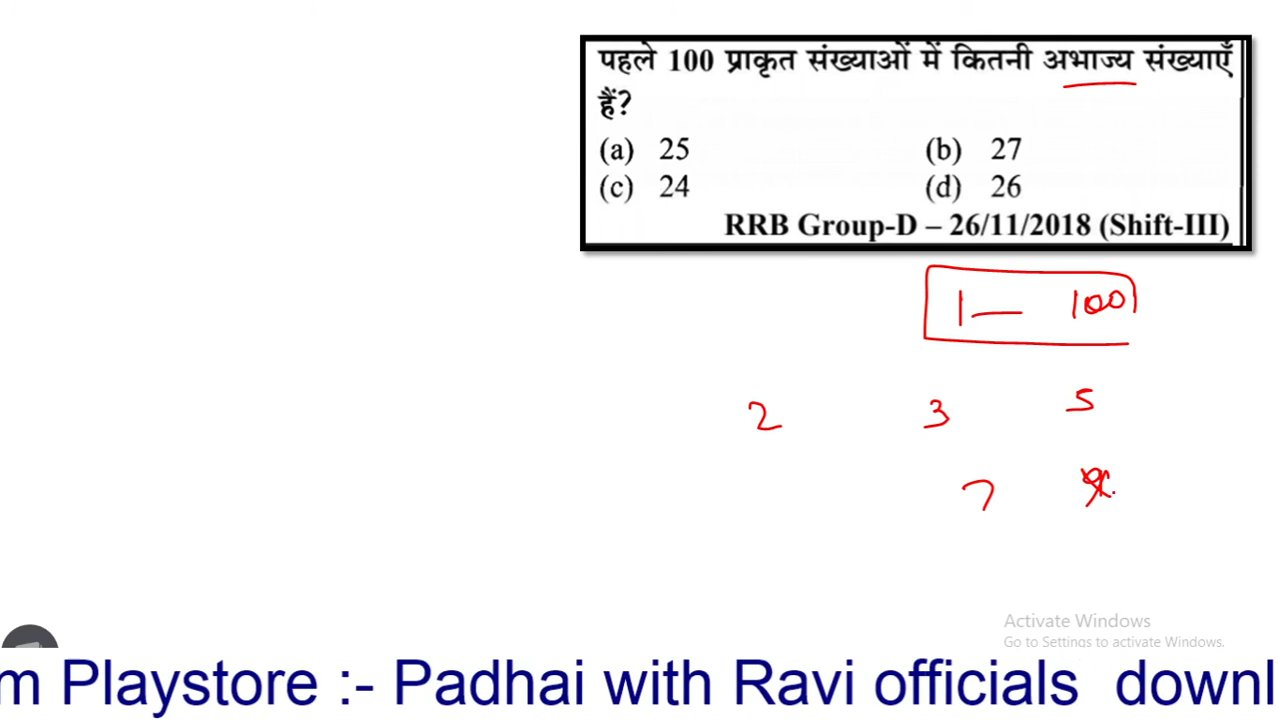 पहले 100 प्राकृत संख्याओं में कितनी अभाज्य संख्याएँ
हैं?
(a) 25 (b) 27
(c) 24 (d) 26
RRB Group-D – 26/11/2018 (Shift-III)
1 — 100
2 3 5
7 9
Activate Windows
Go to Settings to activate Windows.
m Playstore :- Padhai with Ravi officials downl